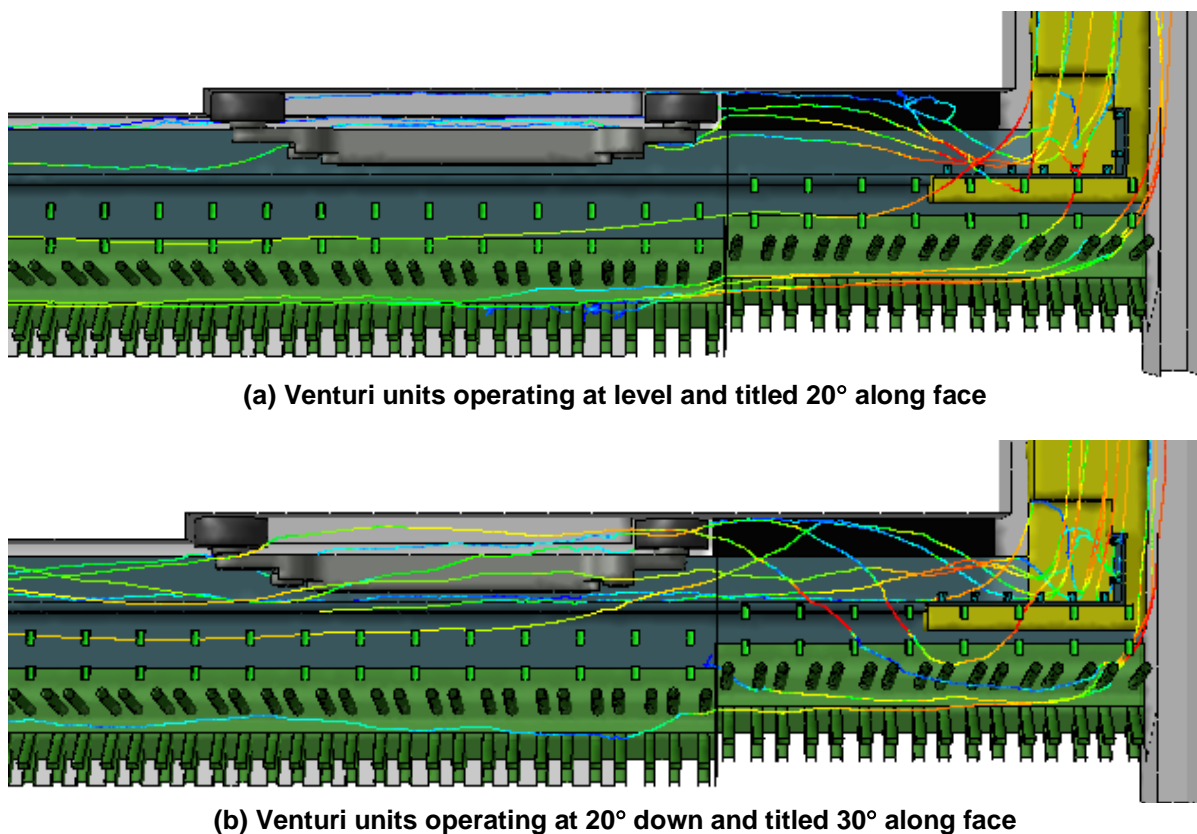 (a) Venturi units operating at level and titled 20° along face
(b) Venturi units operating at 20° down and titled 30° along face